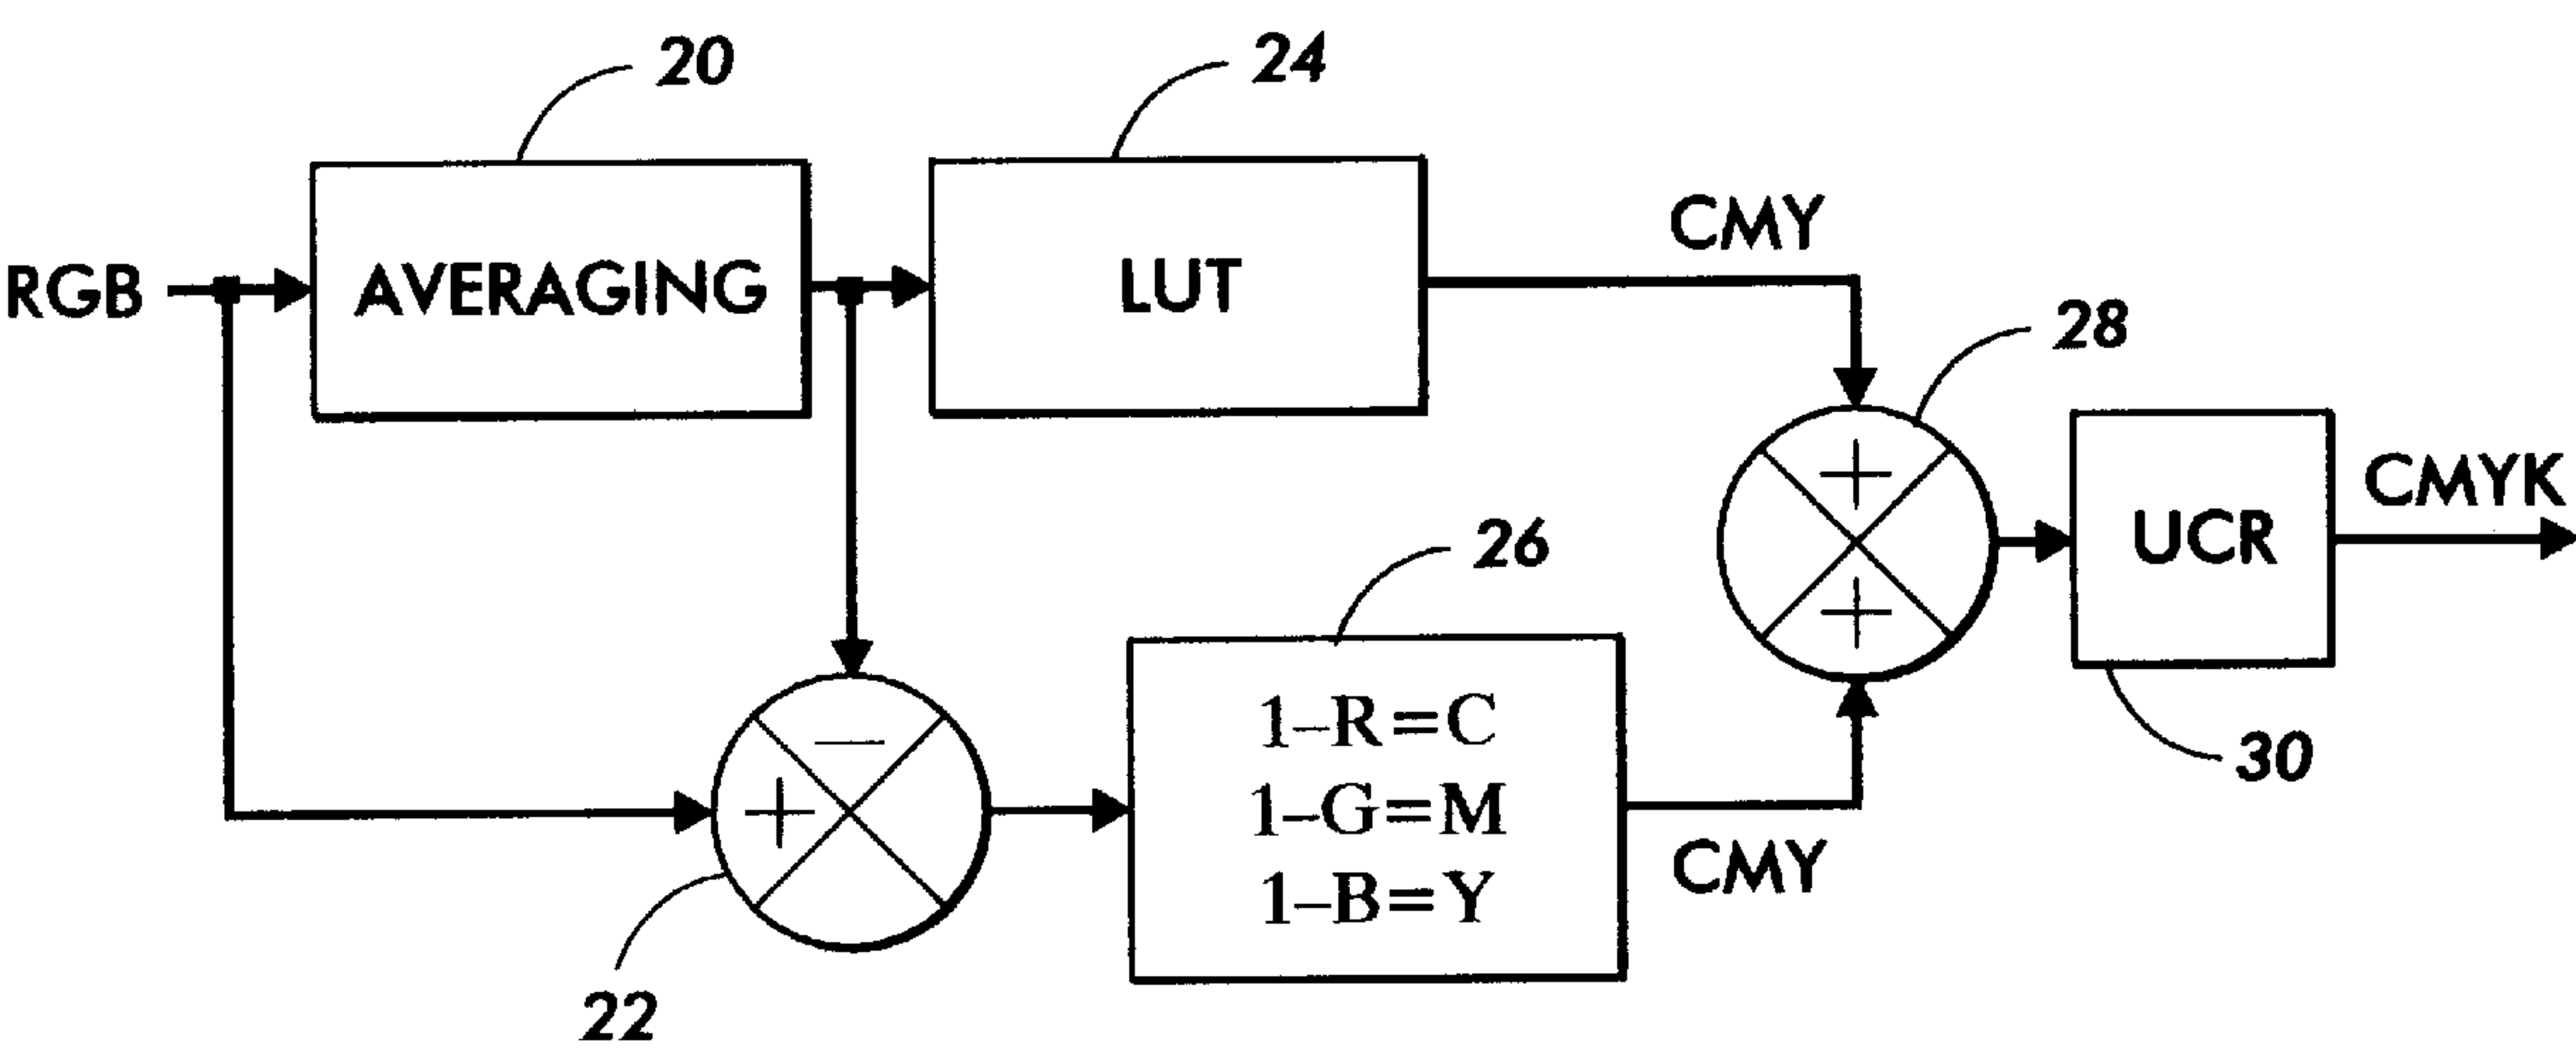 20
24
RGB
AVERAGING
LUT
CMY
28
+
+
UCR
CMYK
26
30
−
+
22
1–R=C
1–G=M
1–B=Y
CMY